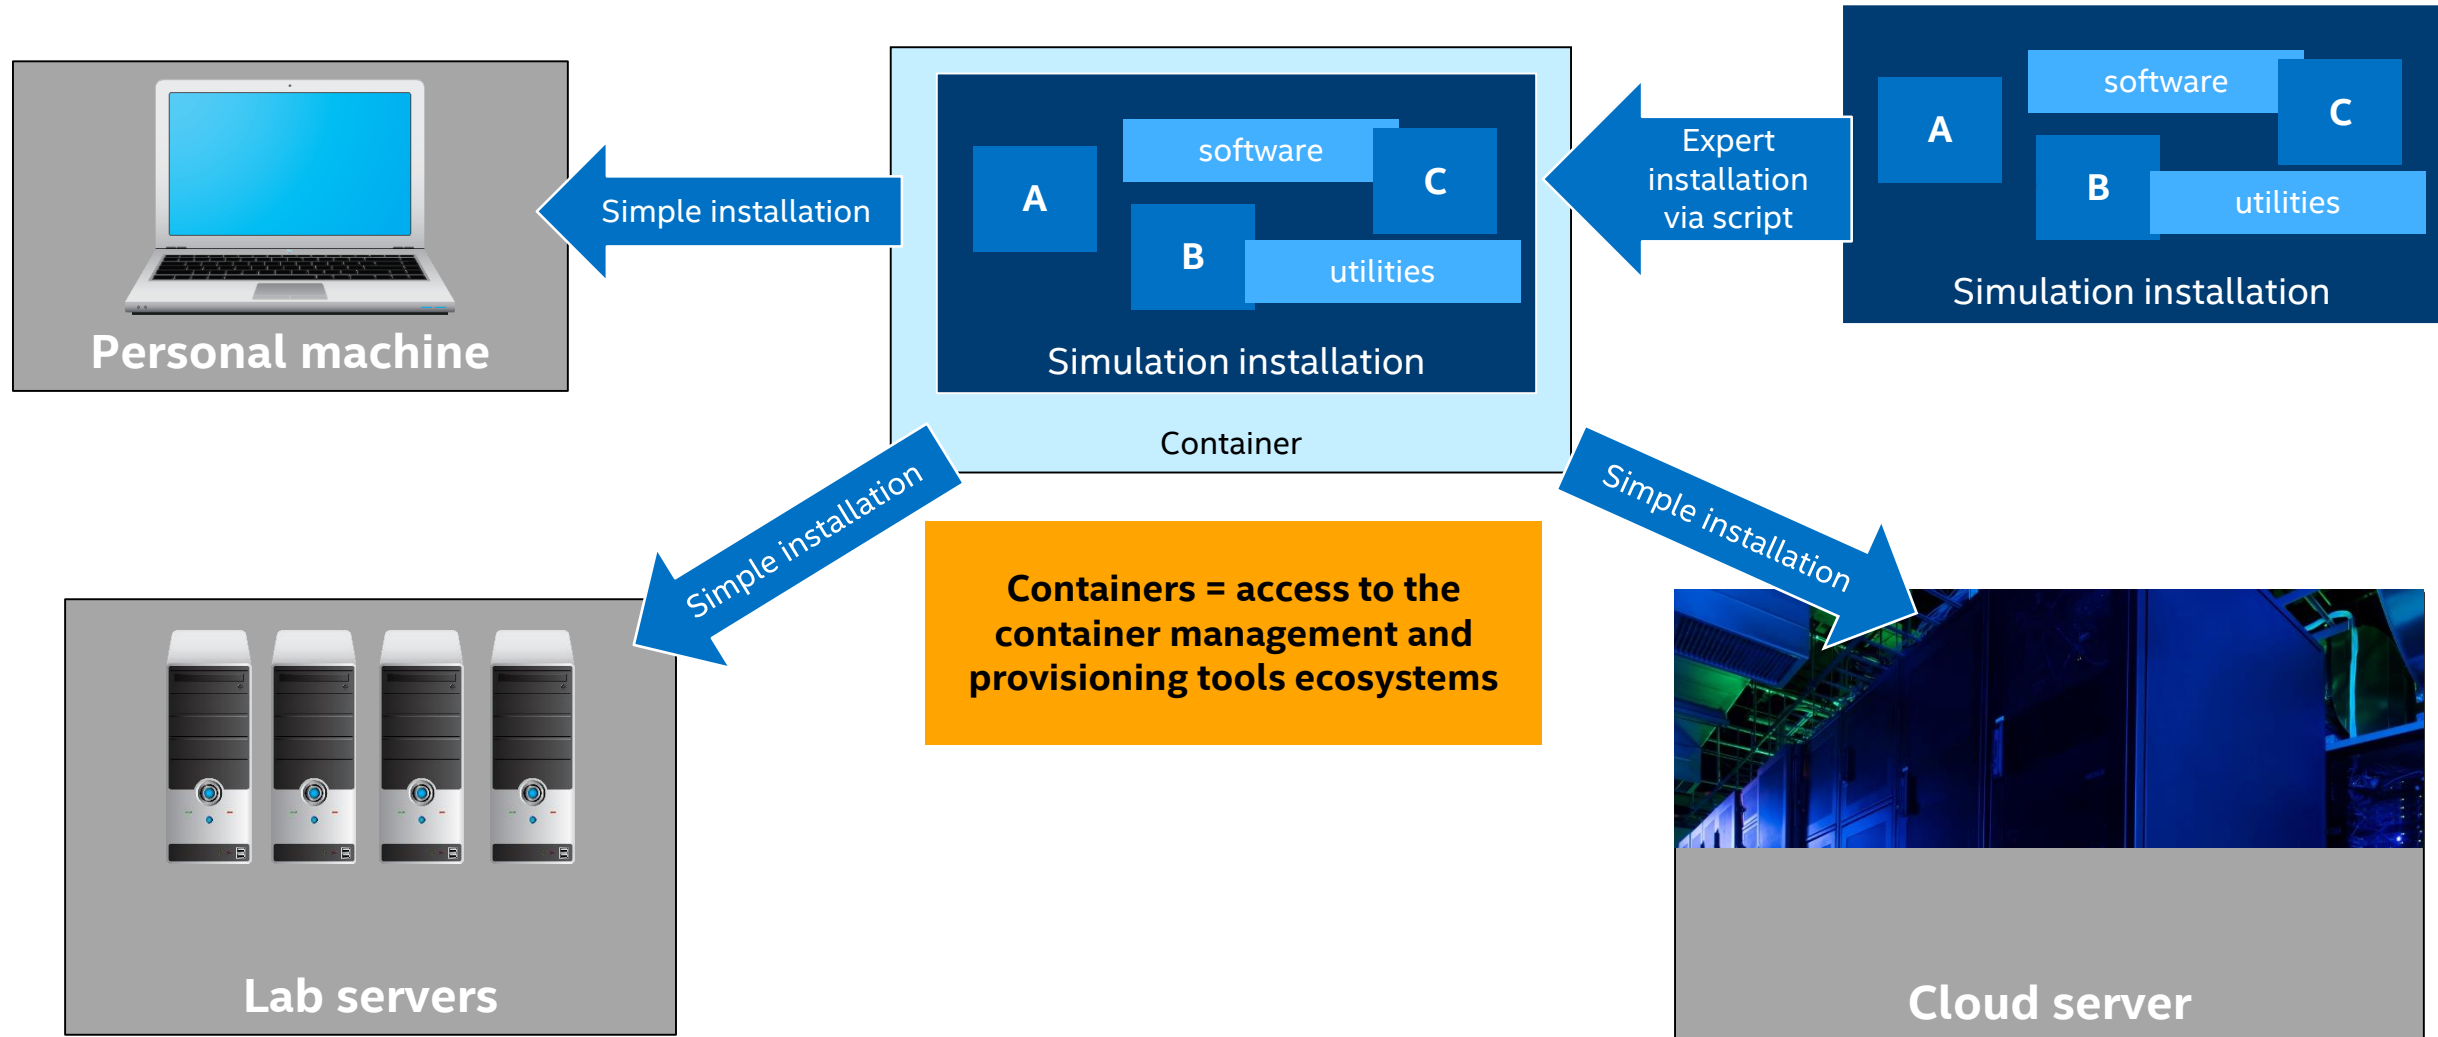 Personal machine
Simple installation
A
software
C
B
utilities
Simulation installation
Container
Expert
installation
via script
A
software
C
B
utilities
Simulation installation
Simple installation
Simple installation
Containers = access to the
container management and
provisioning tools ecosystems
Lab servers
Cloud server